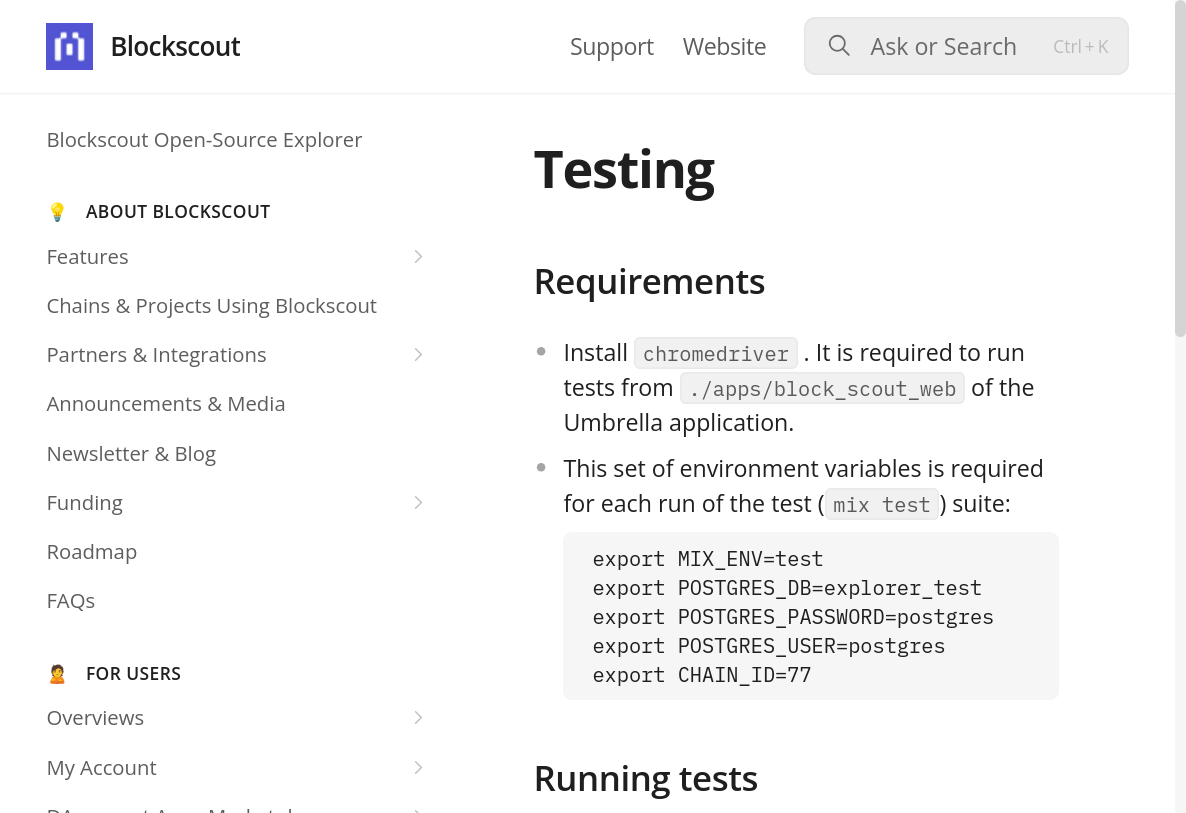 Blockscout
Support
Website
Ask or Search
Ctrl + K
Blockscout Open-Source Explorer
ABOUT BLOCKSCOUT
Features
Chains & Projects Using Blockscout
Partners & Integrations
Announcements & Media
Newsletter & Blog
Funding
Roadmap
FAQs
FOR USERS
Overviews
My Account
Testing
Requirements
Install chromedriver . It is required to run
tests from ./apps/block_scout_web of the
Umbrella application.
This set of environment variables is required
for each run of the test (mix test) suite:
export MIX_ENV=test
export POSTGRES_DB=explorer_test
export POSTGRES_PASSWORD=postgres
export POSTGRES_USER=postgres
export CHAIN_ID=77
Running tests